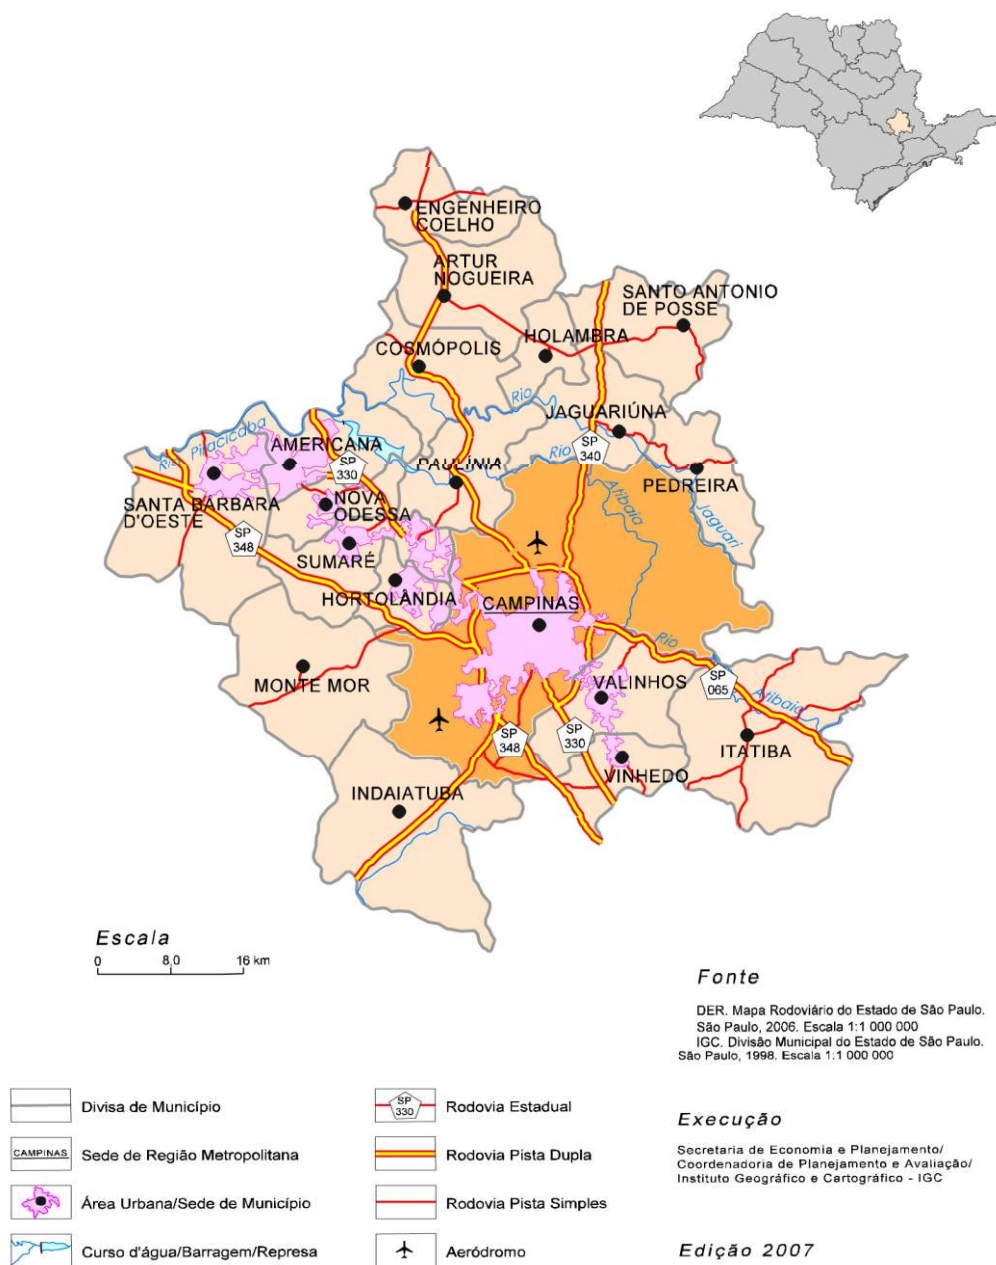 ENGENHEIRO
COELHO
ARTUR
NOGUEIRA
SANTO ANTONIO
DE POSSE
HOLAMBRA
COSMÓPOLIS
Rio
JAGUARIÚNA
Rio Piracicaba
AMERICANA
Rio
SP
340
SP
330
PAULÍNIA
PEDREIRA
SANTA BARBARA
D'OESTE
NOVA
ODESSA
Atibaia
Jaguari
SP
348
SUMARÉ
HORTOLÂNDIA
CAMPINAS
Rio
MONTE MOR
VALINHOS
SP
065
Atibaia
SP
348
SP
330
ITATIBA
VINHEDO
INDAIATUBA
Escala
0 8,0 16 km
Fonte
DER. Mapa Rodoviário do Estado de São Paulo.
São Paulo, 2006. Escala 1:1 000 000
IGC. Divisão Municipal do Estado de São Paulo.
São Paulo, 1998. Escala 1:1 000 000
Divisa de Município
CAMPINAS Sede de Região Metropolitana
Área Urbana/Sede de Município
Curso d'água/Barragem/Represa
SP
330
Rodovia Estadual
Rodovia Pista Dupla
Rodovia Pista Simples
Aeródromo
Execução
Secretaria de Economia e Planejamento/
Coordenadoria de Planejamento e Avaliação/
Instituto Geográfico e Cartográfico - IGC
Edição 2007